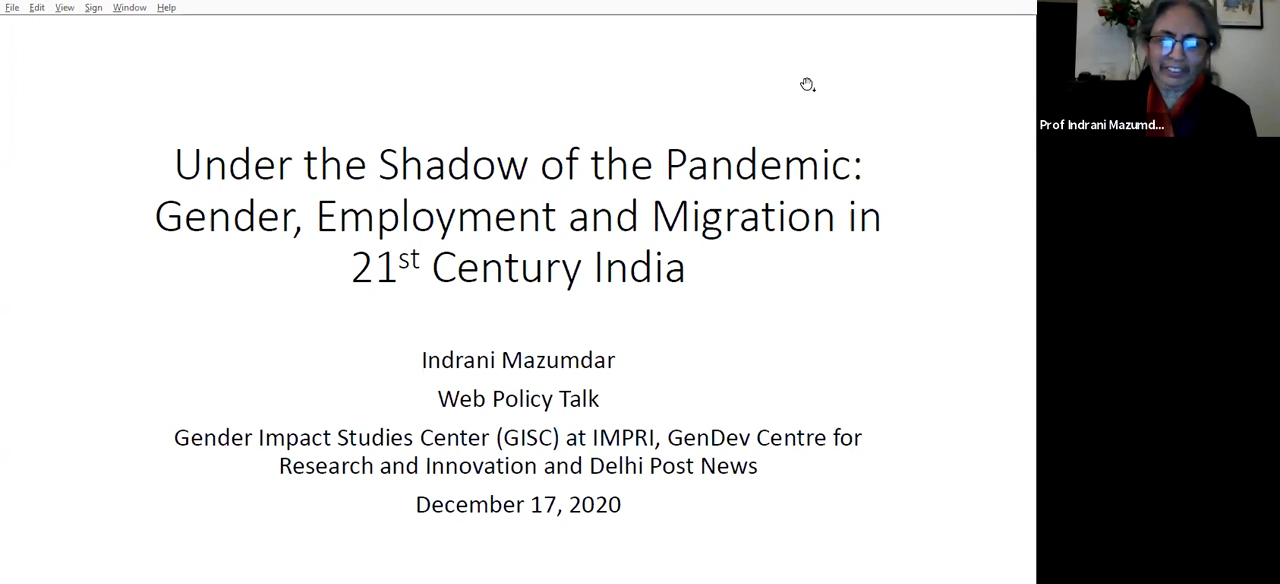 File Edit View Sign Window Help
Under the Shadow of the Pandemic:
Gender, Employment and Migration in
21st Century India
Indrani Mazumdar
Web Policy Talk
Gender Impact Studies Center (GISC) at IMPRI, GenDev Centre for
Research and Innovation and Delhi Post News
December 17, 2020
Prof Indrani Mazumd...